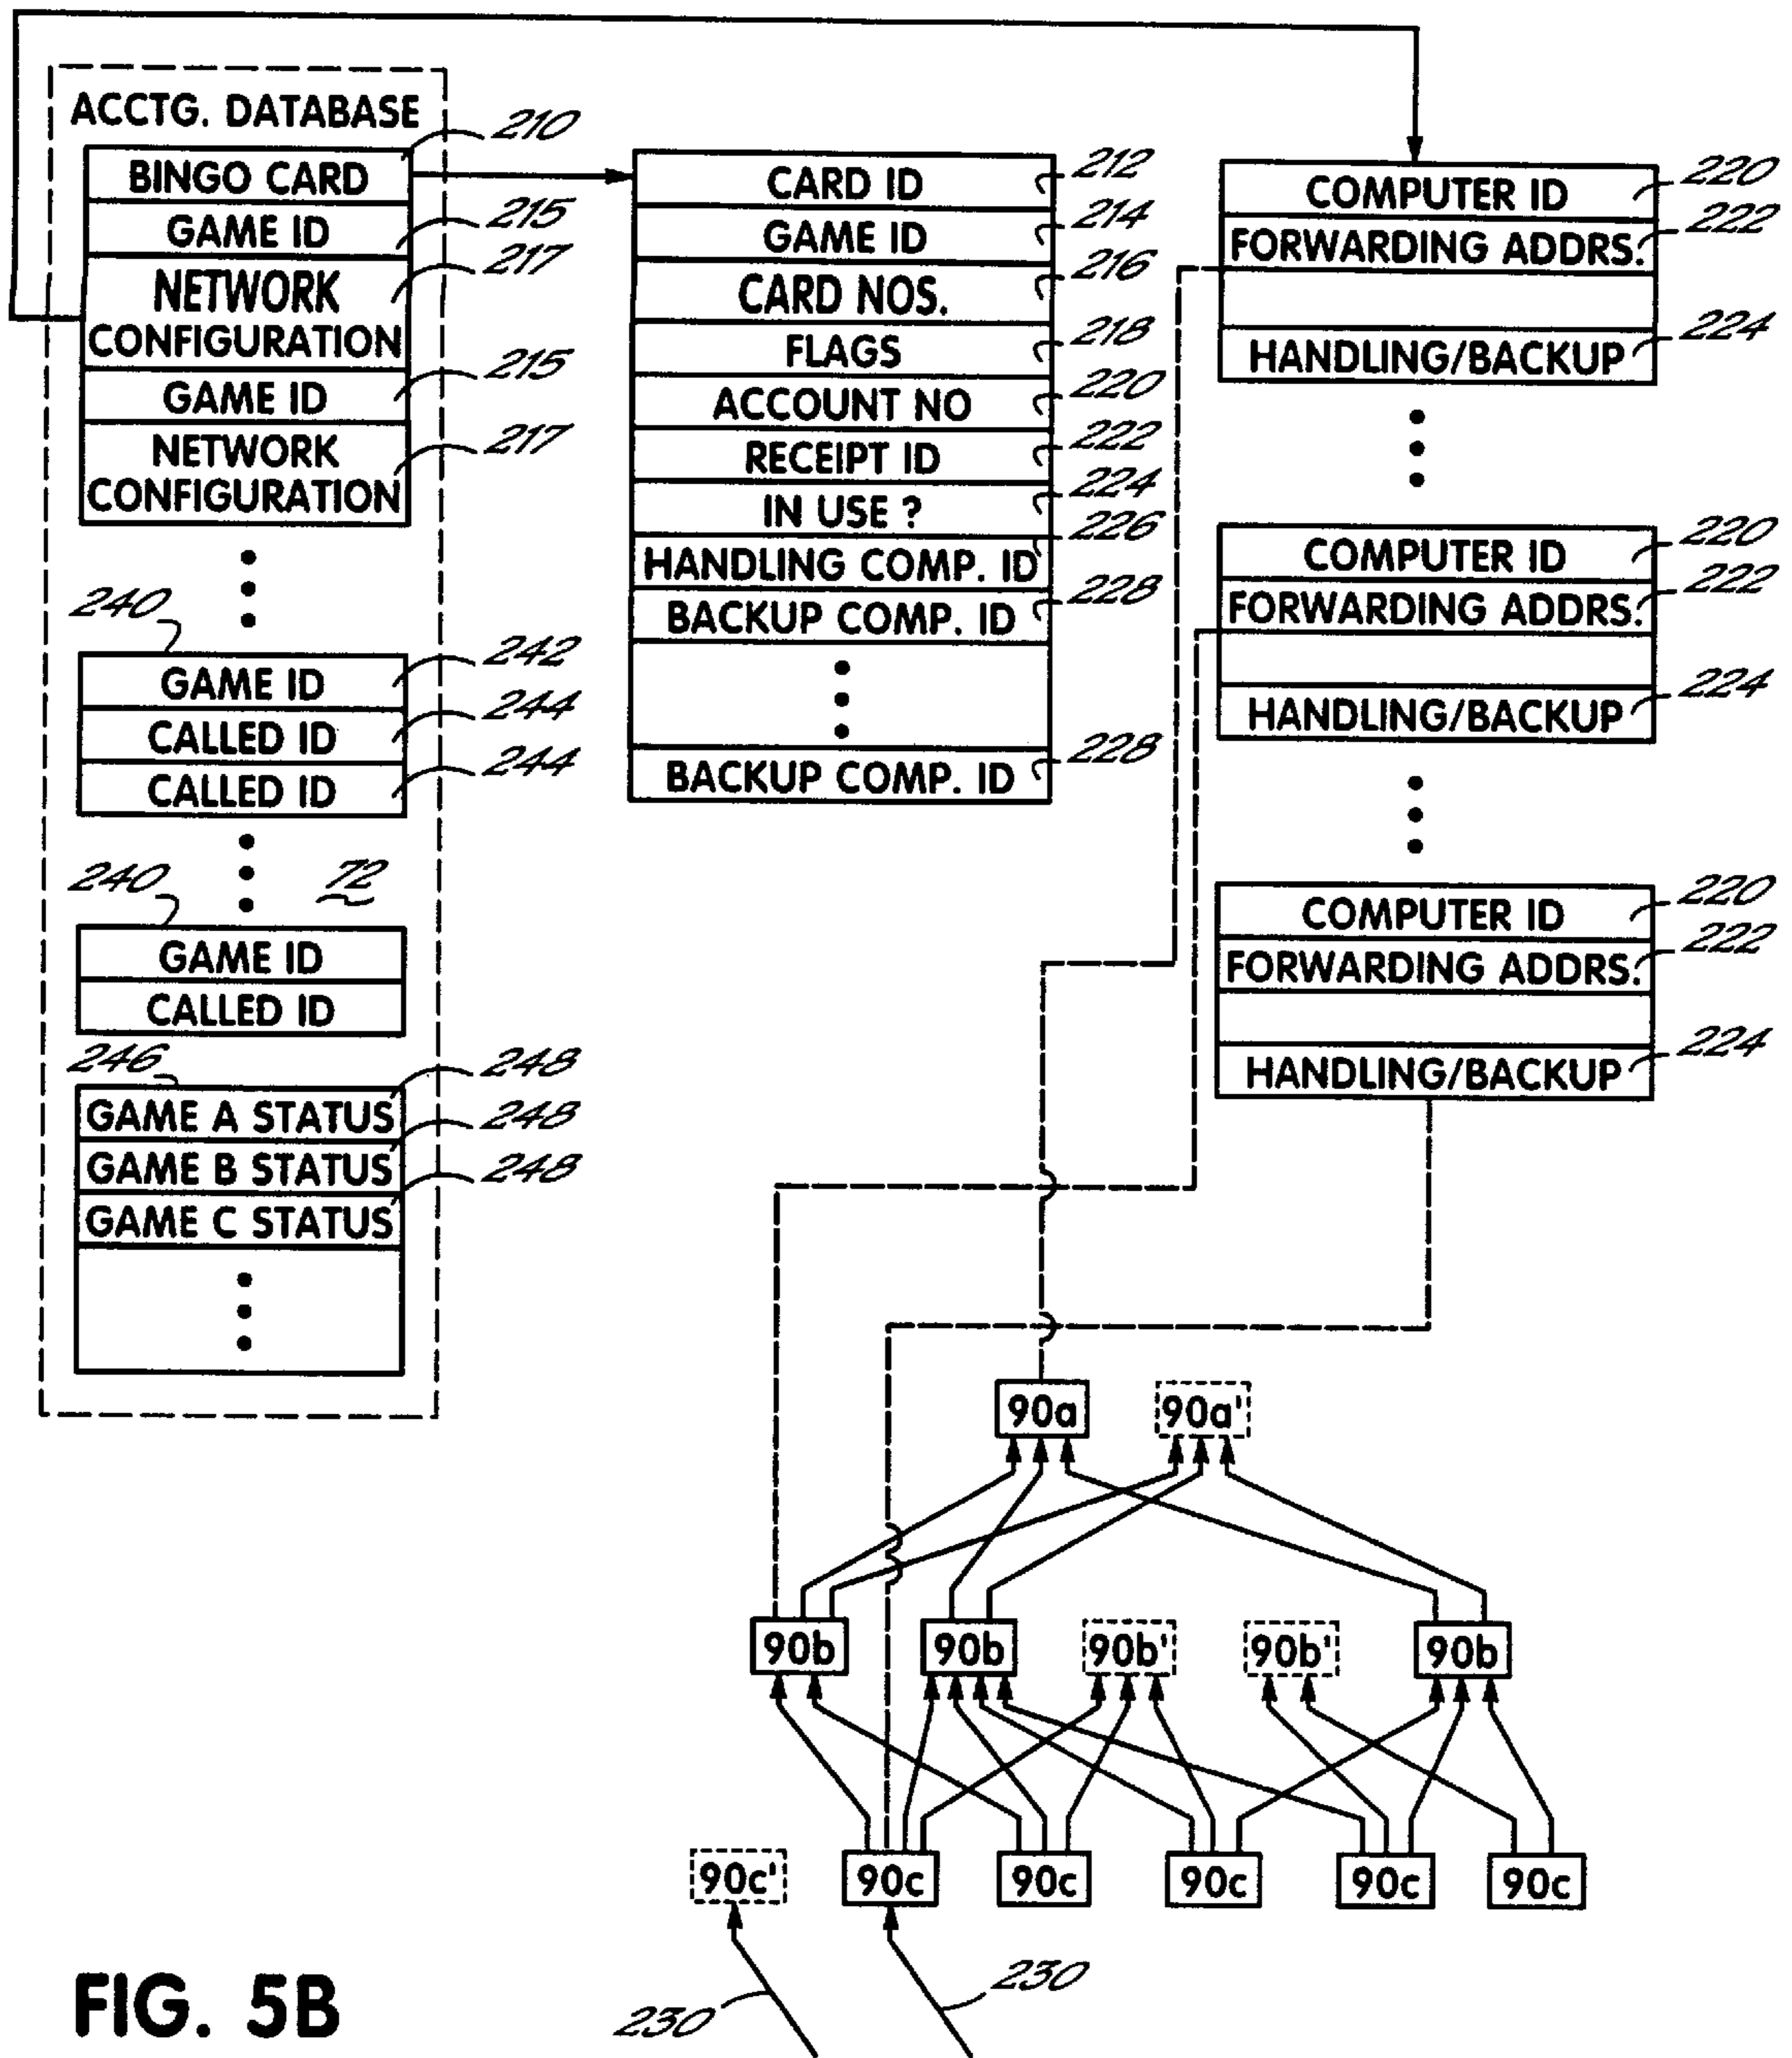 ACCTG. DATABASE
BINGO CARD 210
GAME ID 215
NETWORK CONFIGURATION 217
GAME ID 215
NETWORK CONFIGURATION 217
240
GAME ID 242
CALLED ID 244
CALLED ID 244
240
72
GAME ID
CALLED ID
246
GAME A STATUS 248
GAME B STATUS 248
GAME C STATUS 248
CARD ID 212
GAME ID 214
CARD NOS. 216
FLAGS 218
ACCOUNT NO 220
RECEIPT ID 222
IN USE ? 224
HANDLING COMP. ID 226
BACKUP COMP. ID 228
BACKUP COMP. ID 228
COMPUTER ID 220
FORWARDING ADDRS. 222
HANDLING/BACKUP 224
COMPUTER ID 220
FORWARDING ADDRS. 222
HANDLING/BACKUP 224
COMPUTER ID 220
FORWARDING ADDRS. 222
HANDLING/BACKUP 224
90a 90a'
90b 90b 90b' 90b' 90b
90c' 90c 90c 90c 90c 90c
230 230
FIG. 5B